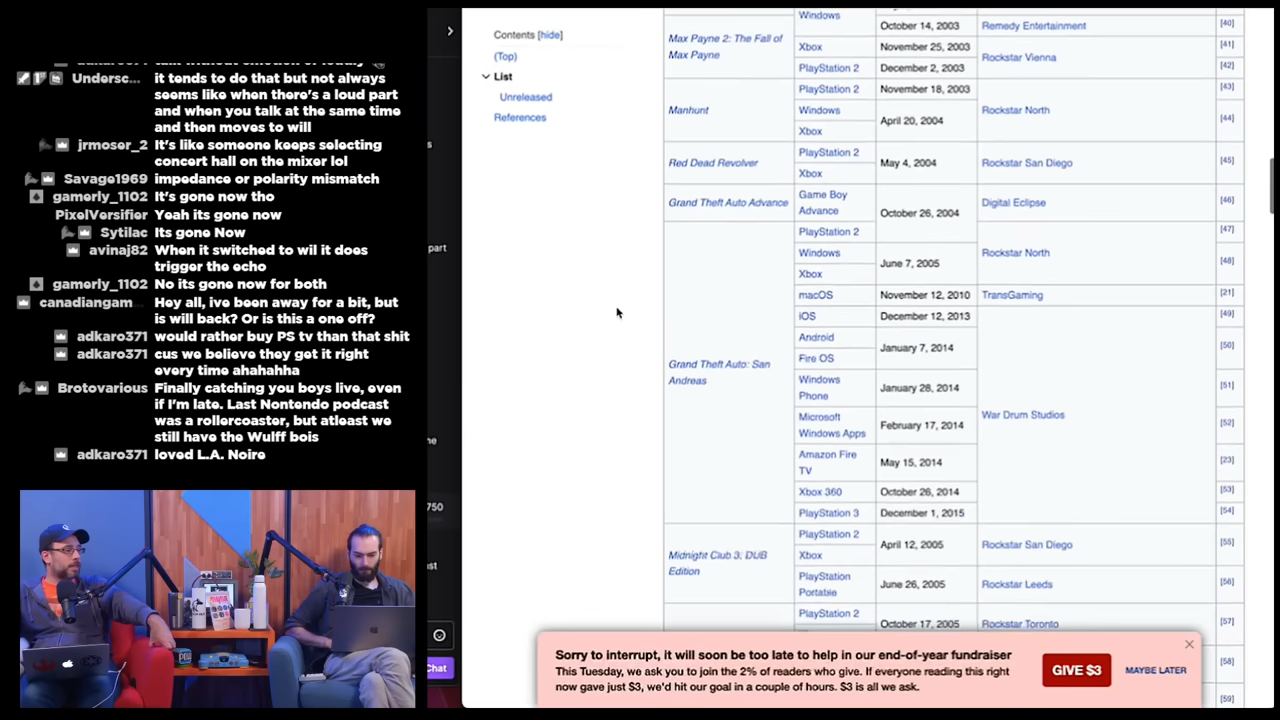 Undersc... it tends to do that but not always
seems like when there's a loud part
and when you talk at the same time
and then moves to will
jrmoser_2 It's like someone keeps selecting
concert hall on the mixer lol
Savage1969 impedance or polarity mismatch
gamerly_1102 It's gone now tho
PixelVersifier Yeah its gone now
Sytilac Its gone Now
avinaj82 When it switched to wil it does
trigger the echo
gamerly_1102 No its gone now for both
canadiangam Hey all, ive been away for a bit, but
is will back? Or is this a one off?
adkaro371 would rather buy PS tv than that shit
adkaro371 cus we believe they get it right
every time ahahahha
Brotovarious Finally catching you boys live, even
if I'm late. Last Nontendo podcast
was a rollercoaster, but atleast we
still have the Wulff bois
adkaro371 loved L.A. Noire
part
750
Chat
Contents [hide]
(Top)
List
Unreleased
References
Windows
October 14, 2003 Remedy Entertainment [40]
Max Payne 2: The Fall of
Max Payne
Xbox November 25, 2003 Rockstar Vienna [41]
PlayStation 2 December 2, 2003 [42]
Manhunt
PlayStation 2 November 18, 2003 Rockstar North [43]
Windows April 20, 2004 [44]
Xbox
Red Dead Revolver
PlayStation 2 May 4, 2004 Rockstar San Diego [45]
Xbox
Grand Theft Auto Advance
Game Boy
Advance
October 26, 2004
Digital Eclipse [46]
Grand Theft Auto: San
Andreas
PlayStation 2 Rockstar North [47]
Windows June 7, 2005 [48]
Xbox
macOS November 12, 2010 TransGaming [21]
iOS December 12, 2013 War Drum Studios [49]
Android January 7, 2014 [50]
Fire OS
Windows
Phone
January 28, 2014 [51]
Microsoft
Windows Apps
February 17, 2014 [52]
Amazon Fire
TV
May 15, 2014 [23]
Xbox 360 October 26, 2014 [53]
PlayStation 3 December 1, 2015 [54]
Midnight Club 3: DUB
Edition
PlayStation 2 April 12, 2005 Rockstar San Diego [55]
Xbox
PlayStation
Portable
June 26, 2005 Rockstar Leeds [56]
PlayStation 2 October 17, 2005 Rockstar Toronto [57]
[58]
[59]
Sorry to interrupt, it will soon be too late to help in our end-of-year fundraiser
This Tuesday, we ask you to join the 2% of readers who give. If everyone reading this right
now gave just $3, we'd hit our goal in a couple of hours. $3 is all we ask.
GIVE $3
MAYBE LATER